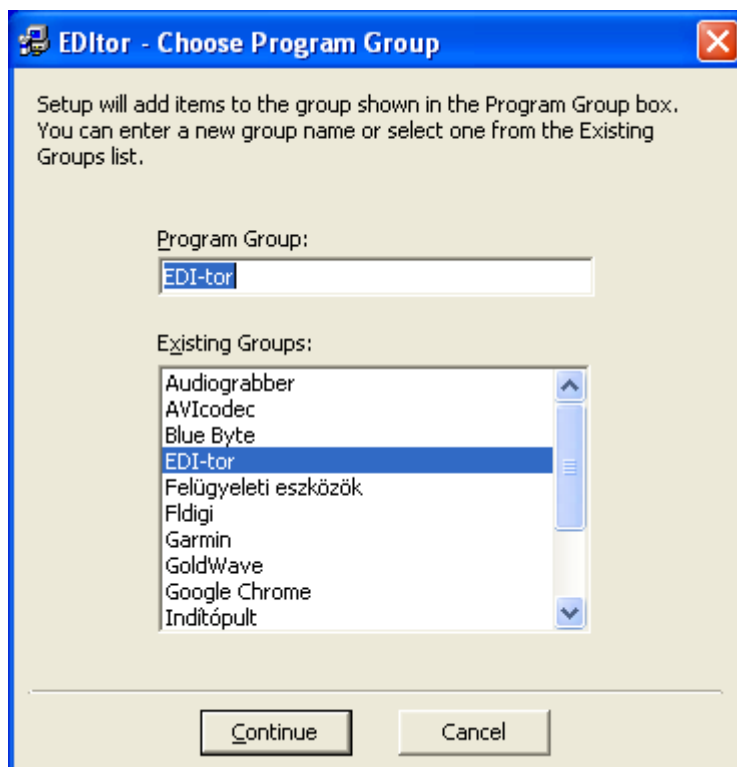 EDItor - Choose Program Group
Setup will add items to the group shown in the Program Group box.
You can enter a new group name or select one from the Existing
Groups list.
Program Group:
EDI-tor
Existing Groups:
Audiograbber
AVIcodec
Blue Byte
EDI-tor
Felügyeleti eszközök
Fldigi
Garmin
GoldWave
Google Chrome
Indítópult
Continue
Cancel